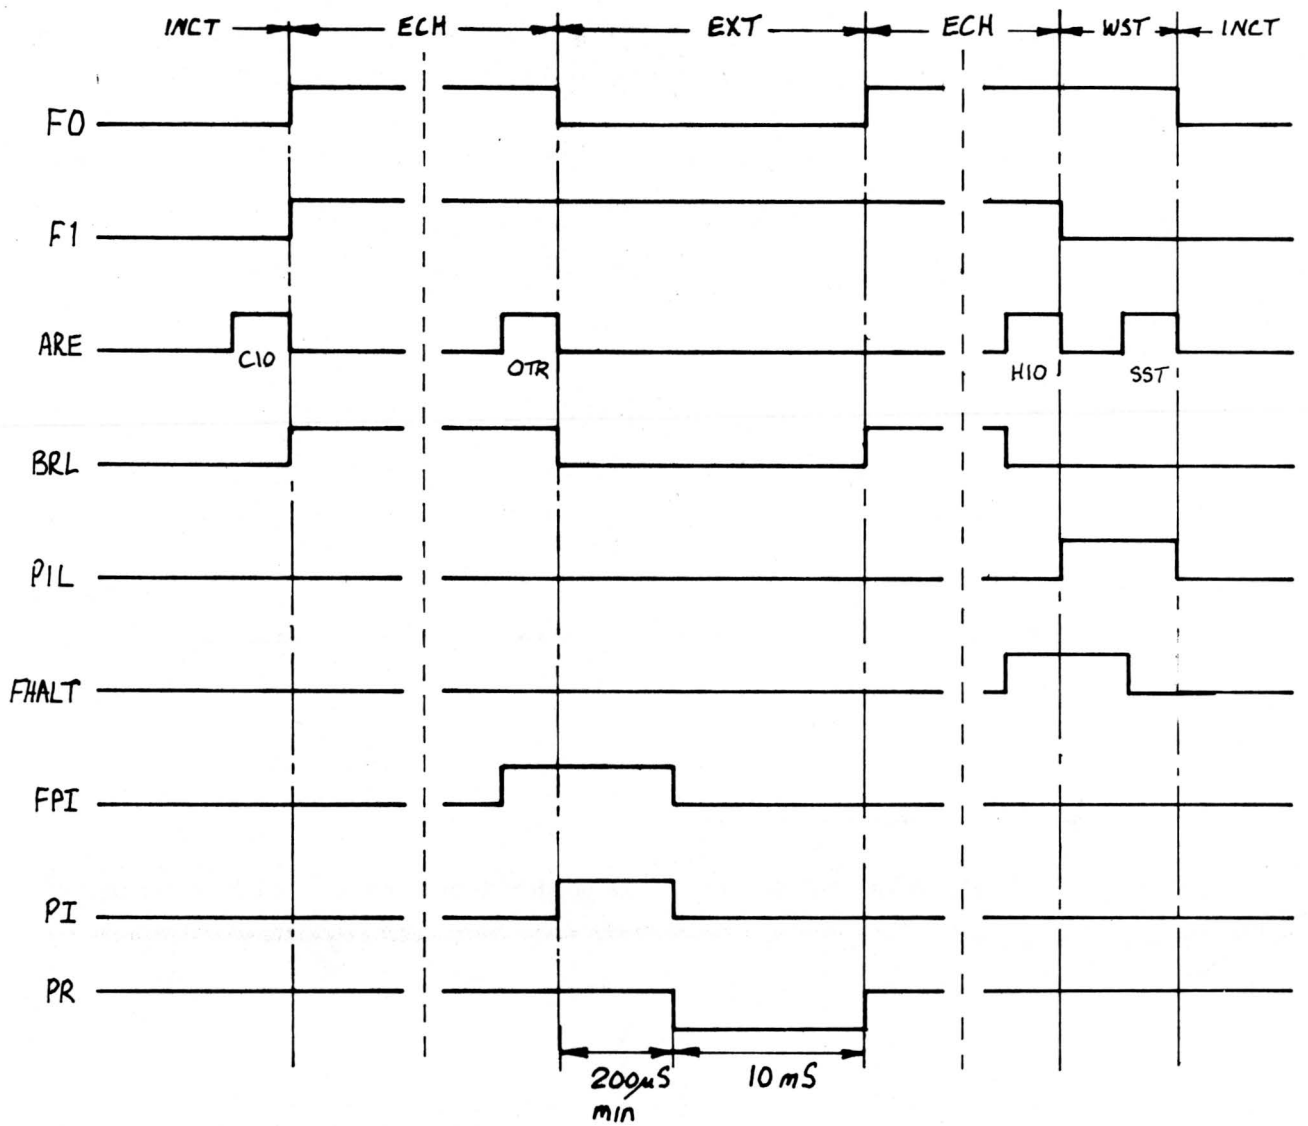 INCT ECH EXT ECH WST INCT
F0
F1
ARE
CIO OTR HIO SST
BRL
PIL
FHALT
FPI
PI
PR
200µS 10mS
min